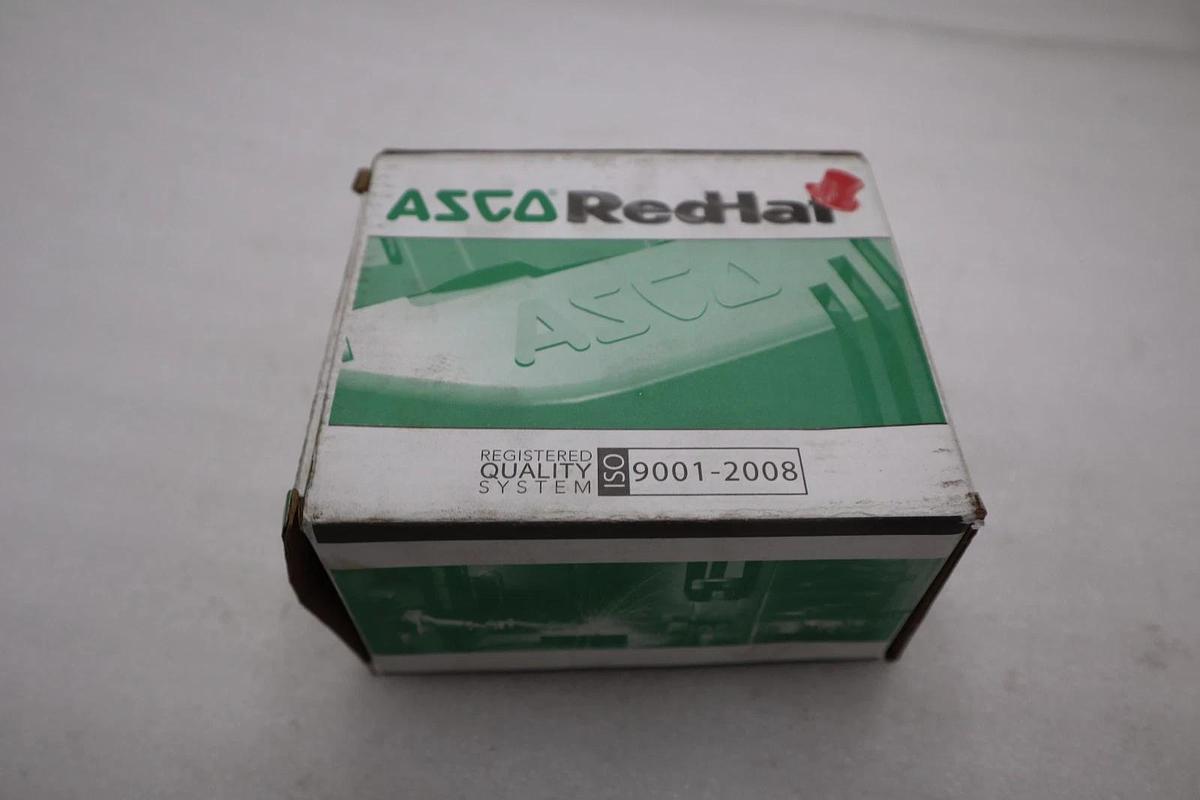 ASCO® RedHat
ASCO
REGISTERED
QUALITY
SYSTEM
ISO 9001-2008